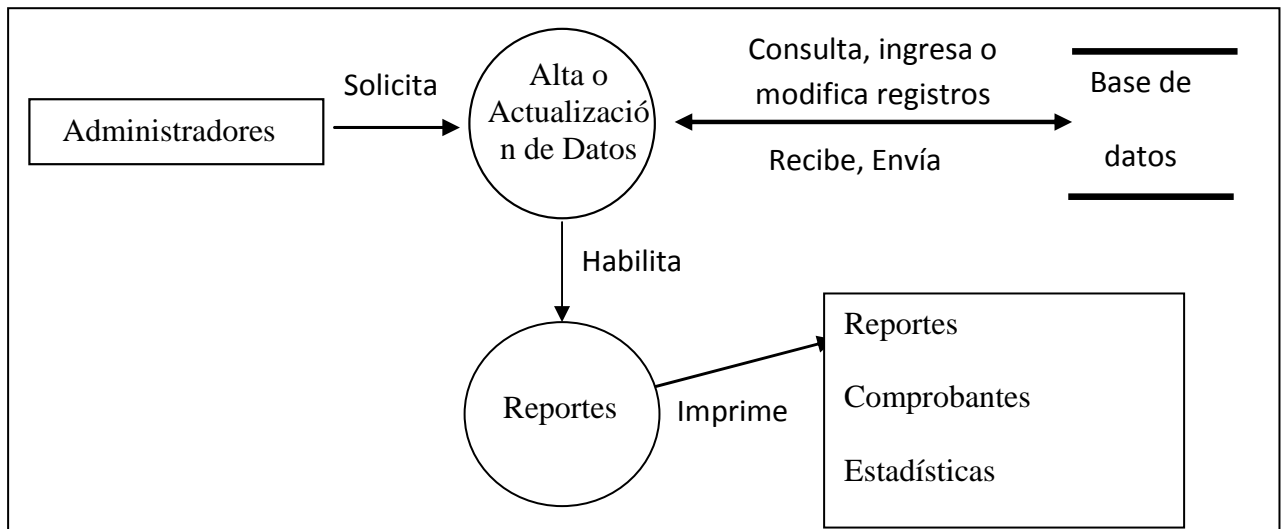 Administradores
Solicita
Alta o
Actualizació
n de Datos
Consulta, ingresa o
modifica registros
Recibe, Envía
Base de
datos
Habilita
Reportes
Imprime
Reportes
Comprobantes
Estadísticas